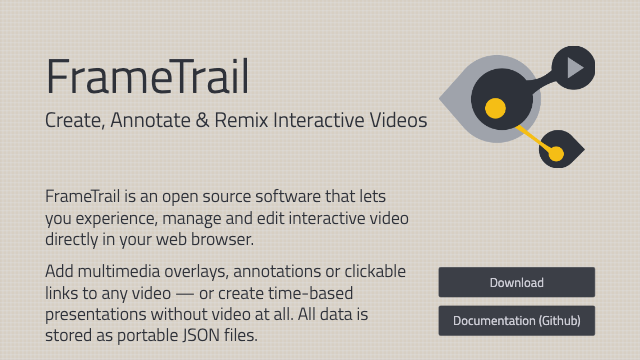 FrameTrail
Create, Annotate & Remix Interactive Videos
FrameTrail is an open source software that lets
you experience, manage and edit interactive video
directly in your web browser.
Add multimedia overlays, annotations or clickable
links to any video — or create time-based
presentations without video at all. All data is
stored as portable JSON files.
Download
Documentation (Github)